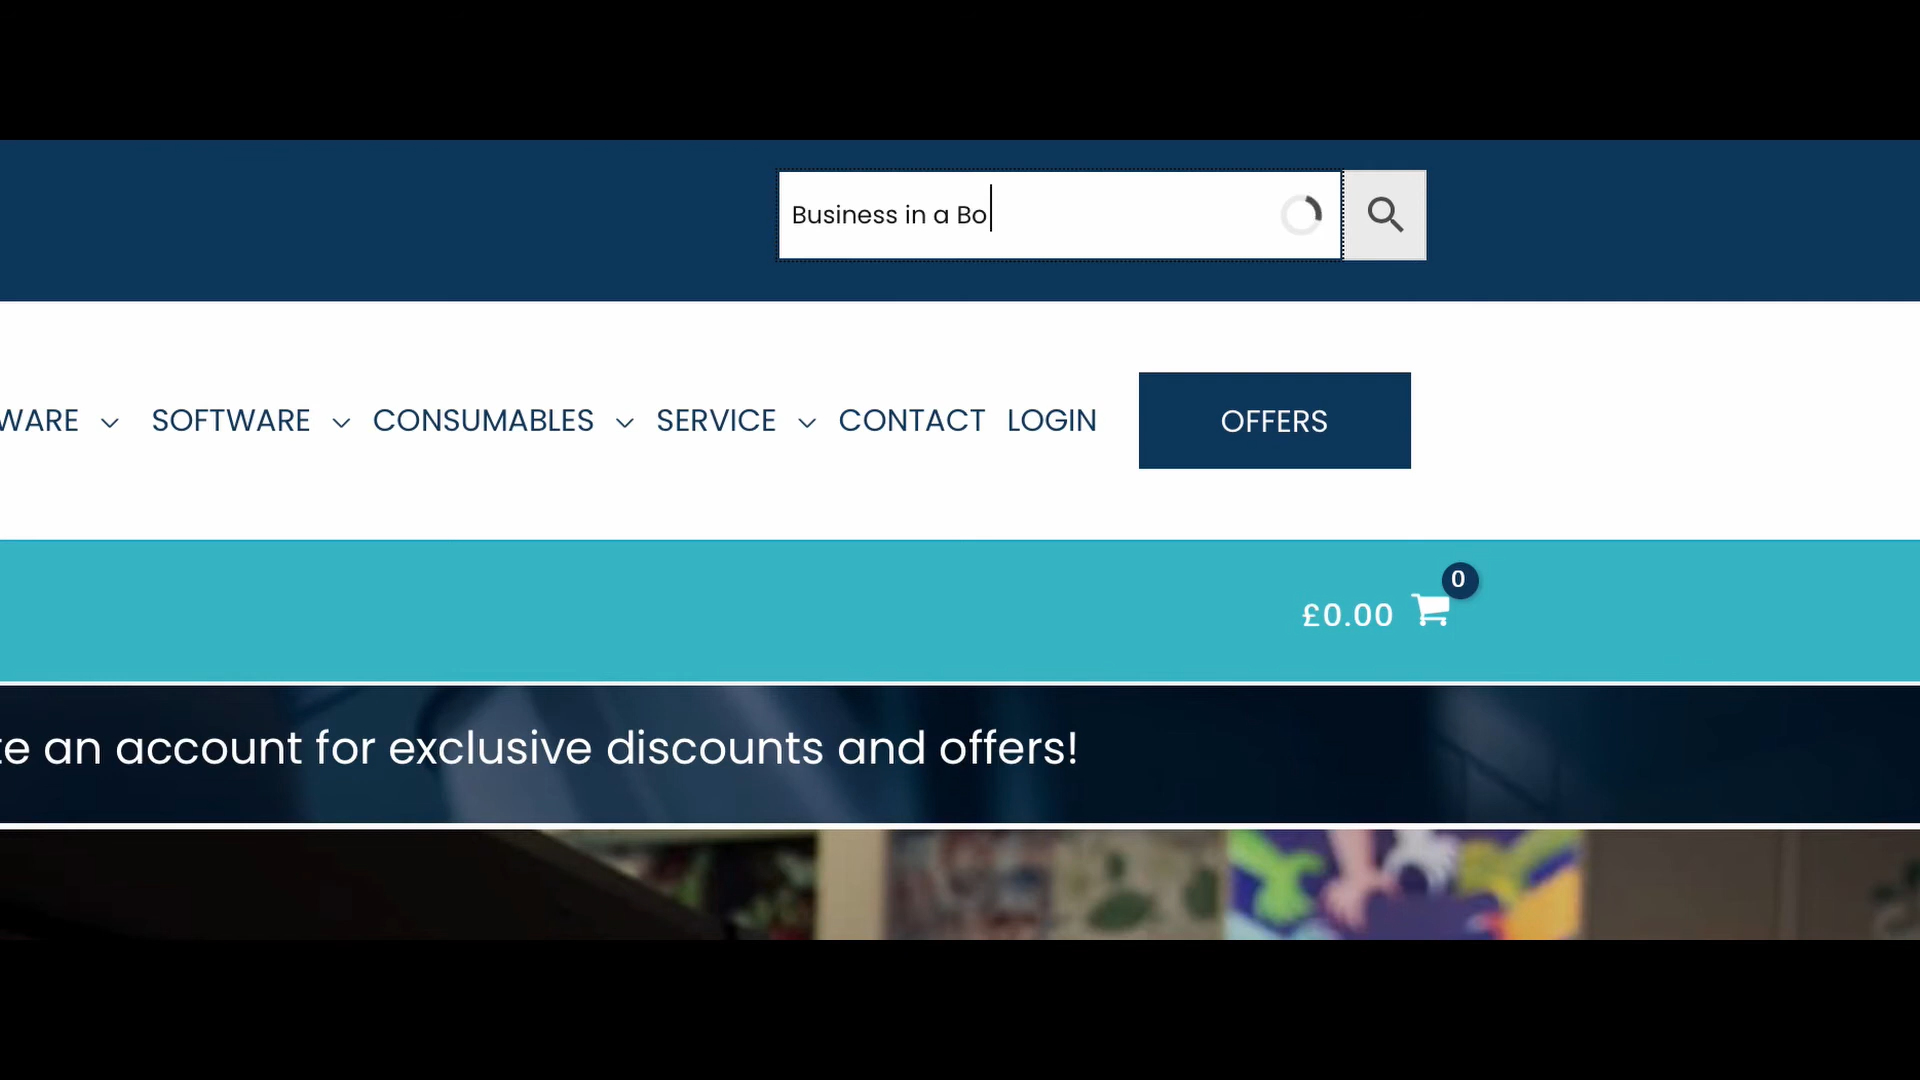 Business in a Bo
WARE SOFTWARE CONSUMABLES SERVICE CONTACT LOGIN OFFERS
0
£0.00
te an account for exclusive discounts and offers!